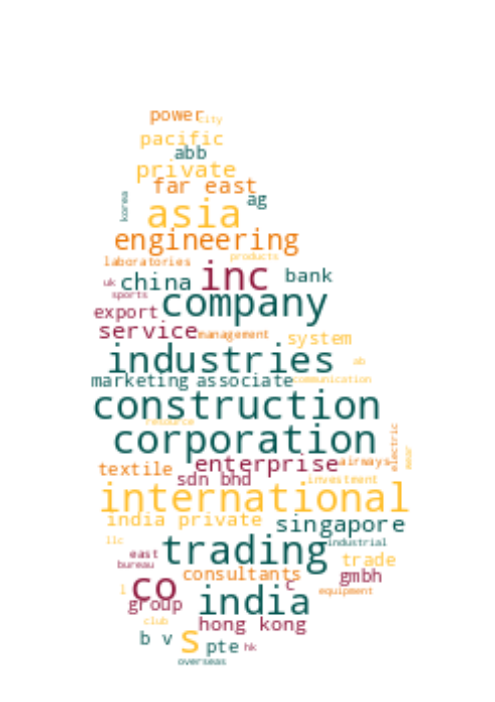 power city
pacific
abb
private
far east
korea ag
asia
engineering
products
laboratories
uk china inc bank
sports company
export
service management system
industries ab
marketing associate communication
construction
resource
corporation electric
textile enterprise airways
sdn bhd investment
international
india private singapore
llc trading industrial
east trade
bureau consultants gmbh
l co c equipment
group india
club hong kong
b v s pte hk
overseas